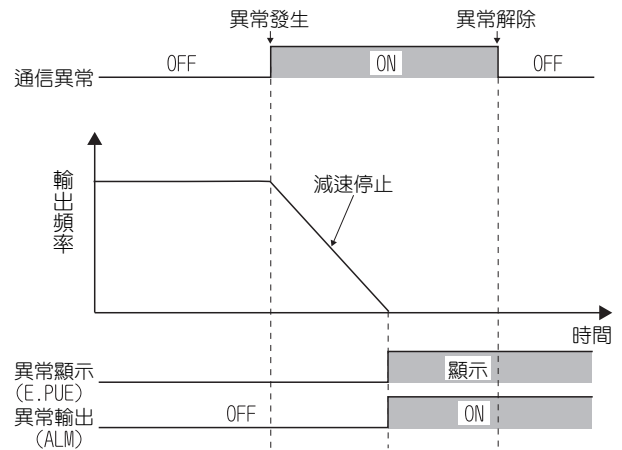 異常發生
異常解除
通信異常
OFF
ON
OFF
輸出頻率
減速停止
時間
異常顯示
(E.PUE)
顯示
異常輸出
(ALM)
OFF
ON